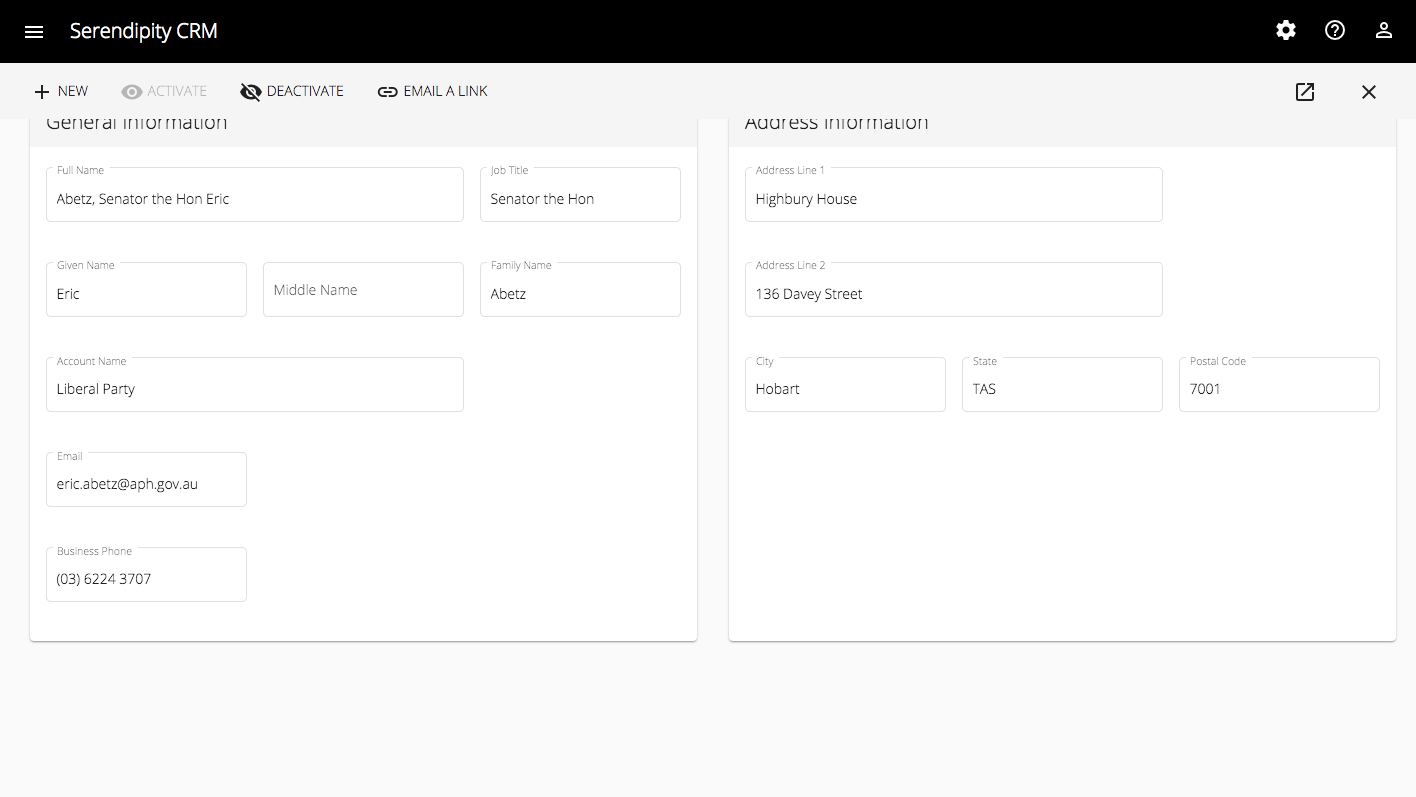 Serendipity CRM
NEW ACTIVATE DEACTIVATE EMAIL A LINK
General Information
Full Name
Abetz, Senator the Hon Eric
Job Title
Senator the Hon
Given Name
Eric
Middle Name
Family Name
Abetz
Account Name
Liberal Party
Email
eric.abetz@aph.gov.au
Business Phone
(03) 6224 3707
Address Information
Address Line 1
Highbury House
Address Line 2
136 Davey Street
City
Hobart
State
TAS
Postal Code
7001